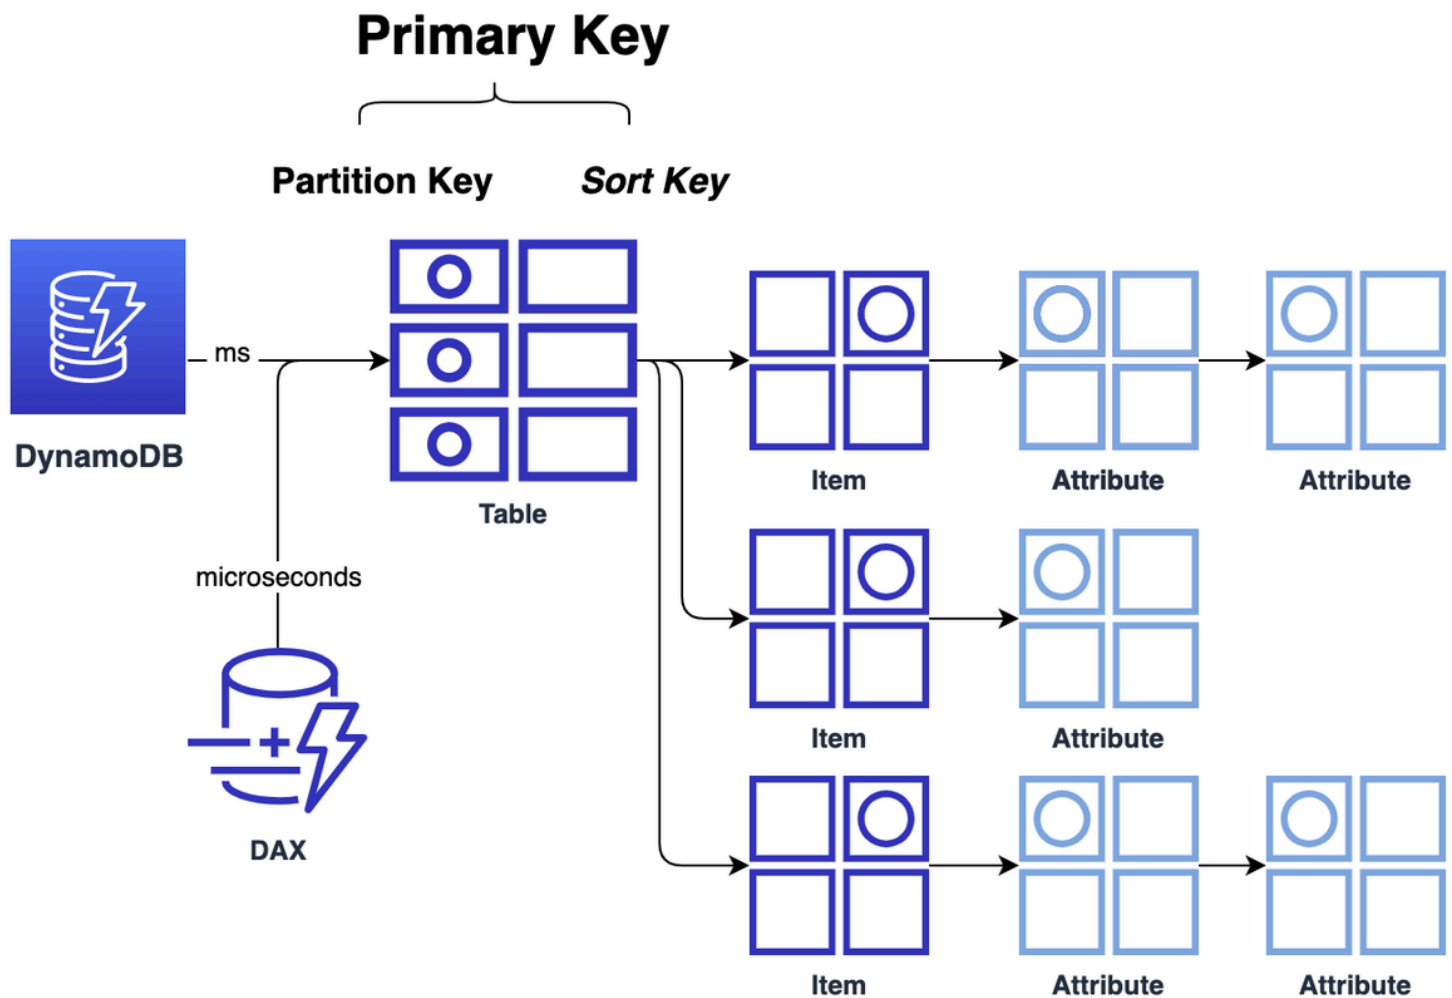 Primary Key
Partition Key
Sort Key
ms
DynamoDB
Table
Item
Attribute
Attribute
microseconds
Item
Attribute
DAX
Item
Attribute
Attribute